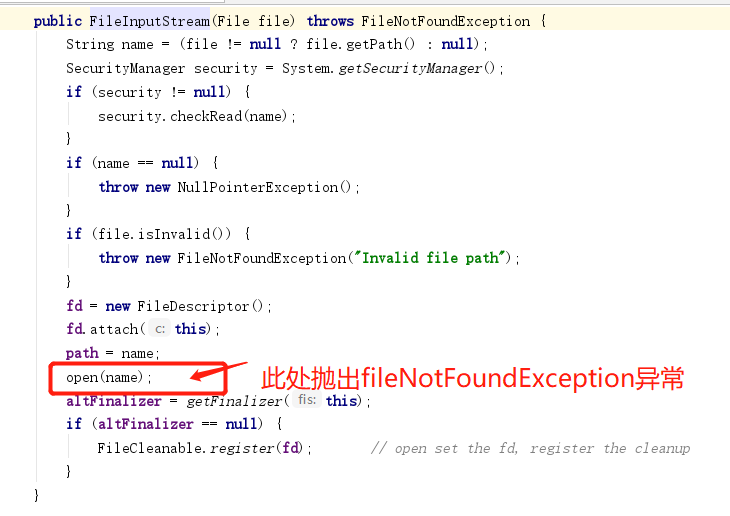 public FileInputStream(File file) throws FileNotFoundException {
String name = (file != null ? file.getPath() : null);
SecurityManager security = System.getSecurityManager();
if (security != null) {
security.checkRead(name);
}
if (name == null) {
throw new NullPointerException();
}
if (file.isInvalid()) {
throw new FileNotFoundException("Invalid file path");
}
fd = new FileDescriptor();
fd.attach( c: this);
path = name;
open(name); 此处抛出fileNotFoundException异常
altFinalizer = getFinalizer( fis: this);
if (altFinalizer == null) {
FileCleanable.register(fd); // open set the fd, register the cleanup
}
}